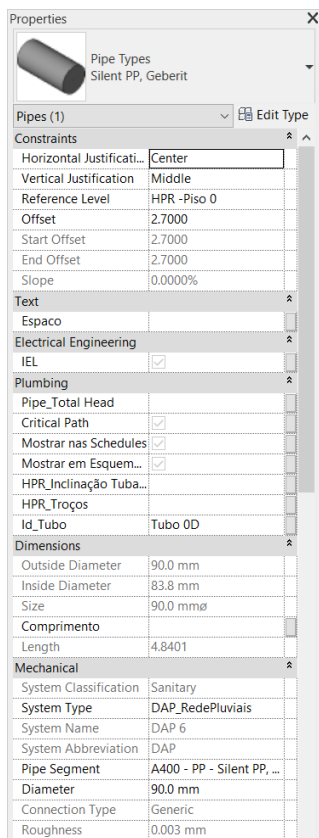 Properties
Pipe Types
Silent PP, Geberit
Pipes (1) Edit Type
Constraints
Horizontal Justificati... Center
Vertical Justification Middle
Reference Level HPR -Piso 0
Offset 2.7000
Start Offset 2.7000
End Offset 2.7000
Slope 0.0000%
Text
Espaco
Electrical Engineering
IEL
Plumbing
Pipe_Total Head
Critical Path
Mostrar nas Schedules
Mostrar em Esquem...
HPR_Inclinação Tuba...
HPR_Troços
Id_Tubo Tubo 0D
Dimensions
Outside Diameter 90.0 mm
Inside Diameter 83.8 mm
Size 90.0 mmø
Comprimento
Length 4.8401
Mechanical
System Classification Sanitary
System Type DAP_RedePluviais
System Name DAP 6
System Abbreviation DAP
Pipe Segment A400 - PP - Silent PP, ...
Diameter 90.0 mm
Connection Type Generic
Roughness 0.003 mm